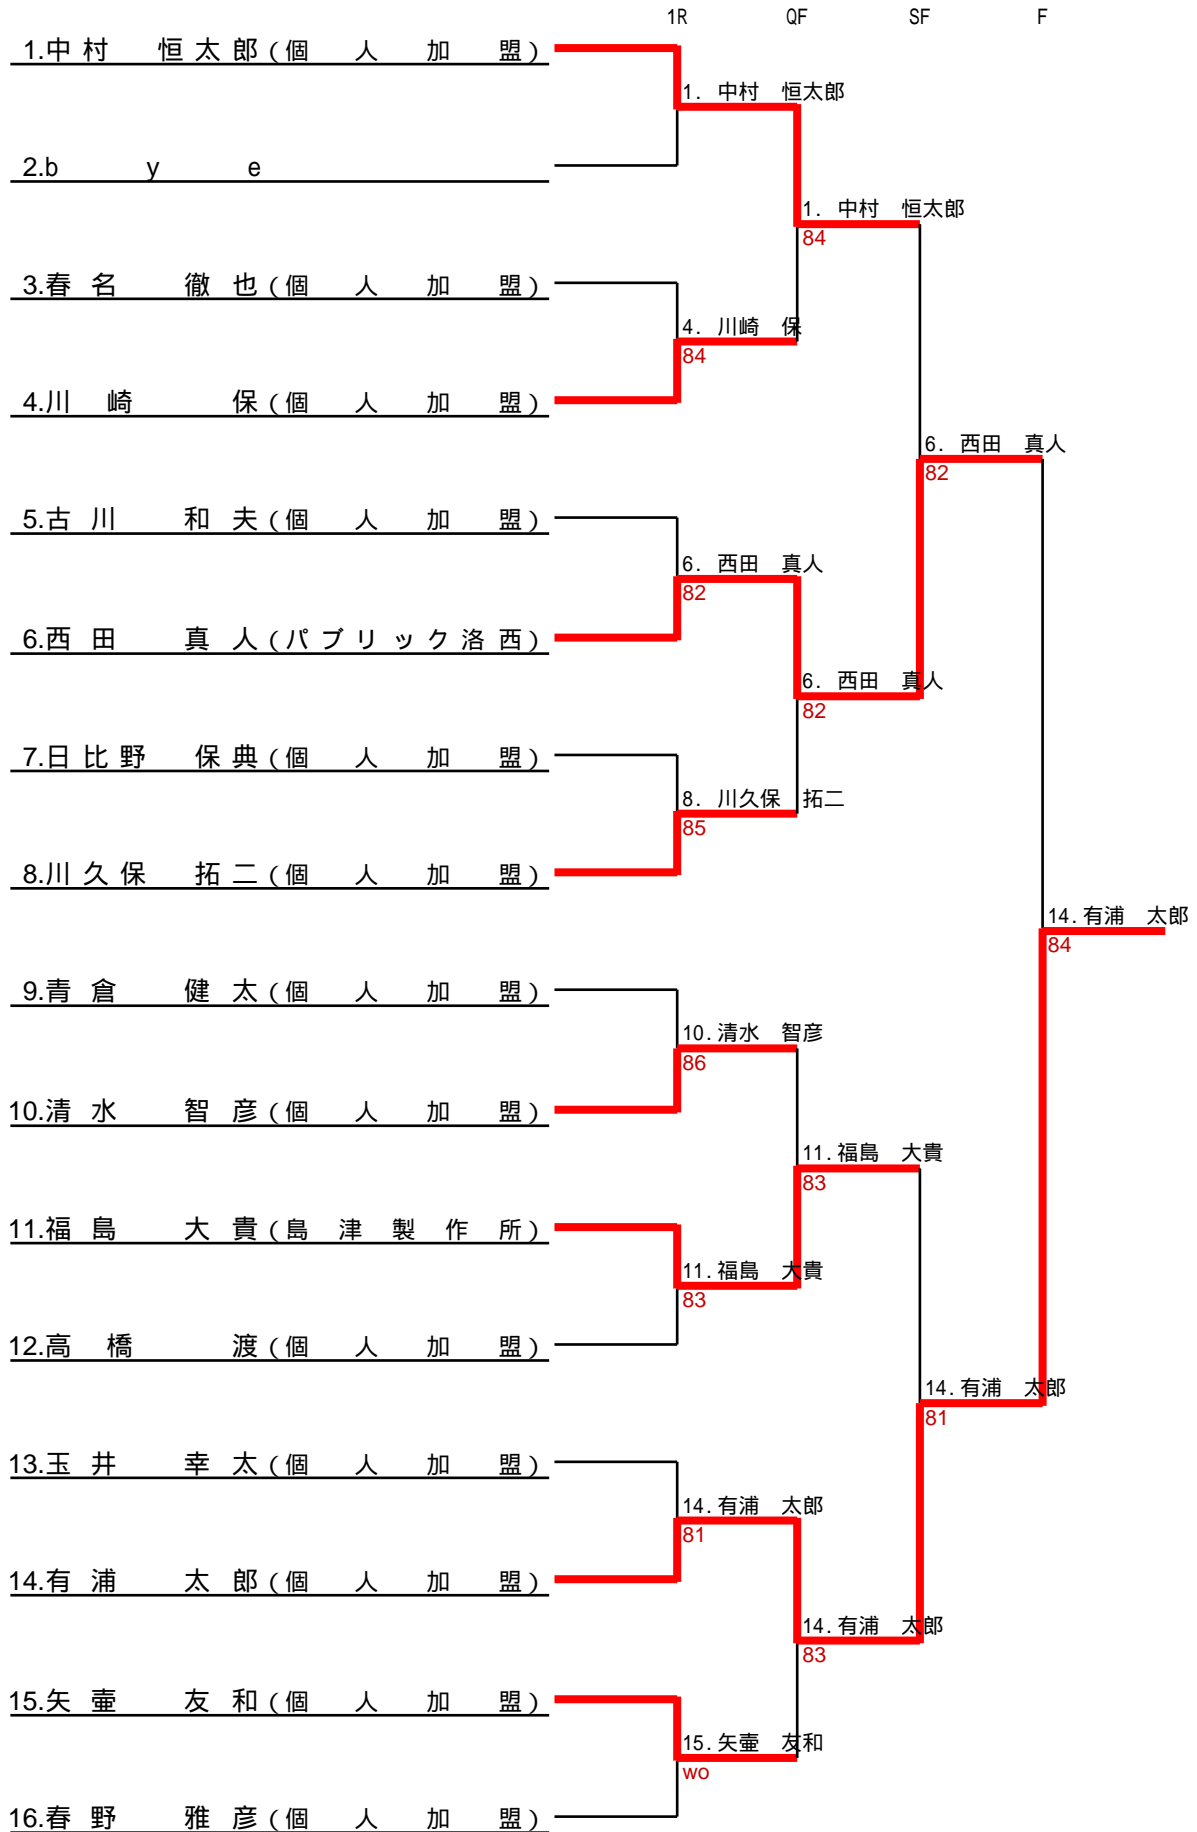 1R QF SF F
1.中村 恒太郎(個人加盟)
1. 中村 恒太郎
2.bye
1. 中村 恒太郎
84
3.春名 徹也(個人加盟)
4. 川崎 保
84
4.川崎 保(個人加盟)
6. 西田 真人
82
5.古川 和夫(個人加盟)
6. 西田 真人
82
6.西田 真人(パブリック洛西)
6. 西田 真人
82
7.日比野 保典(個人加盟)
8. 川久保 拓二
85
8.川久保 拓二(個人加盟)
14.有浦 太郎
84
9.青倉 健太(個人加盟)
10.清水 智彦
86
10.清水 智彦(個人加盟)
11.福島 大貴
83
11.福島 大貴(島津製作所)
11.福島 大貴
83
12.高橋 渡(個人加盟)
14.有浦 太郎
81
13.玉井 幸太(個人加盟)
14.有浦 太郎
81
14.有浦 太郎(個人加盟)
14.有浦 太郎
83
15.矢壷 友和(個人加盟)
15.矢壷 友和
wo
16.春野 雅彦(個人加盟)